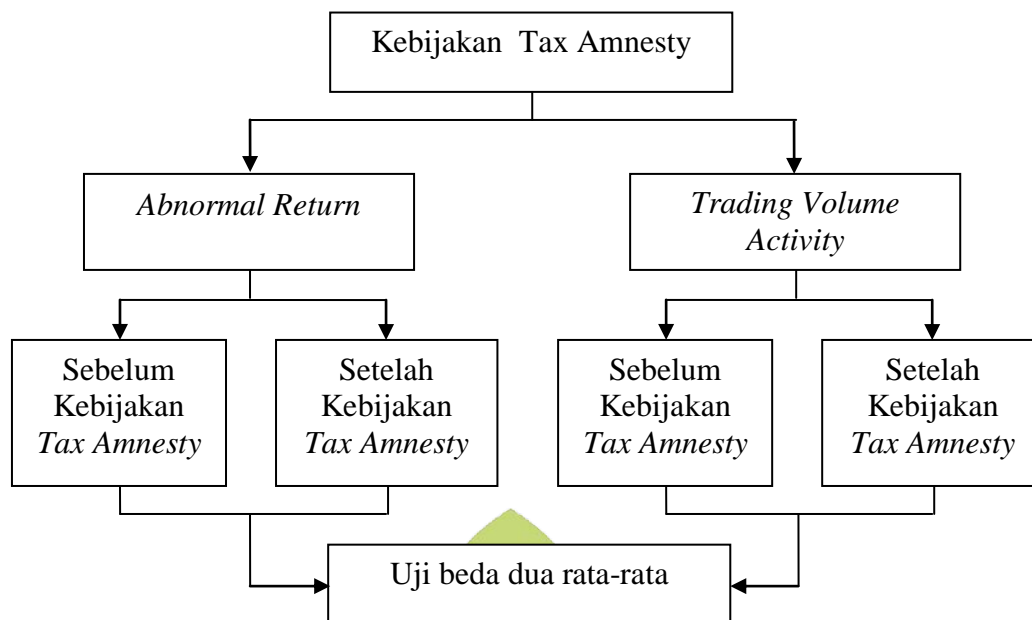 Kebijakan Tax Amnesty
Abnormal Return
Trading Volume
Activity
Sebelum
Kebijakan
Tax Amnesty
Setelah
Kebijakan
Tax Amnesty
Sebelum
Kebijakan
Tax Amnesty
Setelah
Kebijakan
Tax Amnesty
Uji beda dua rata-rata